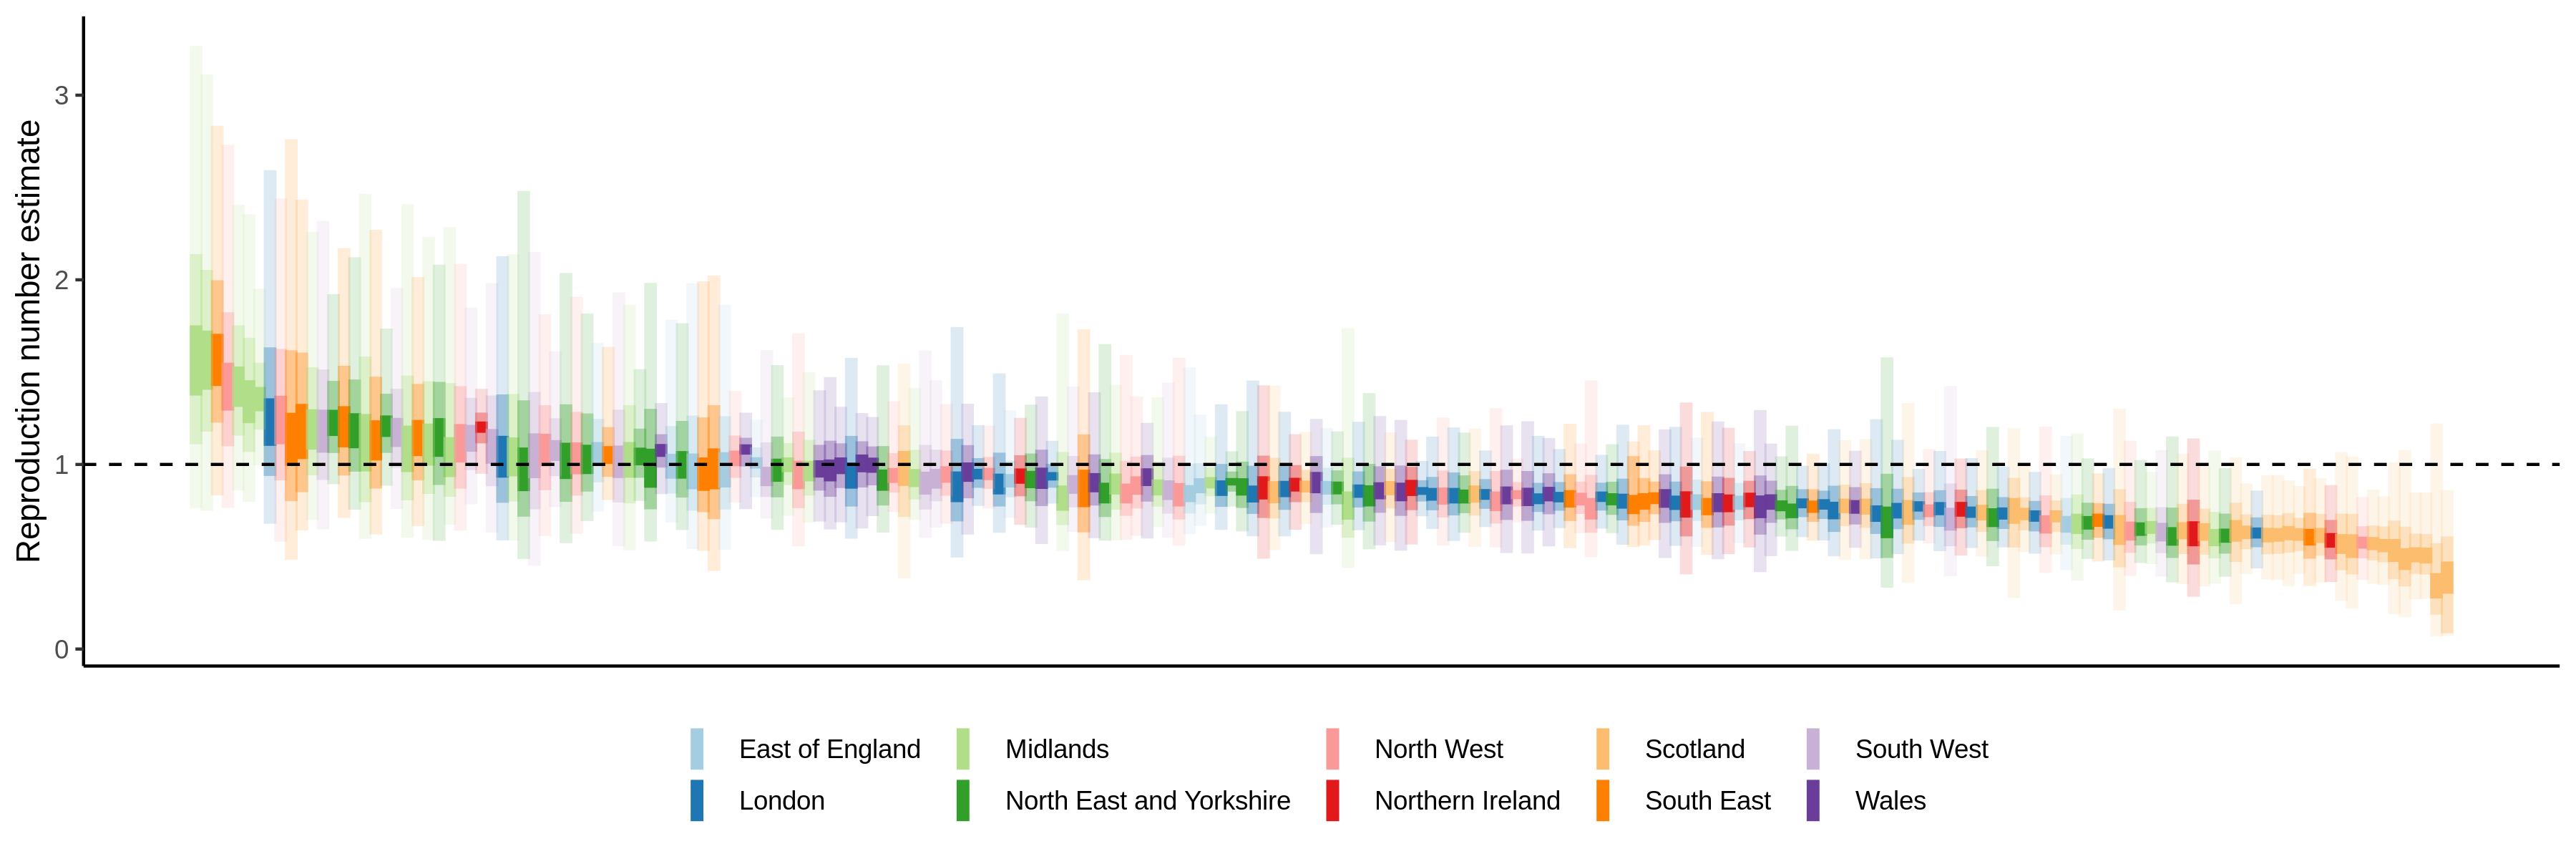 Reproduction number estimate
3
2
1
0
East of England Midlands North West Scotland South West
London North East and Yorkshire Northern Ireland South East Wales